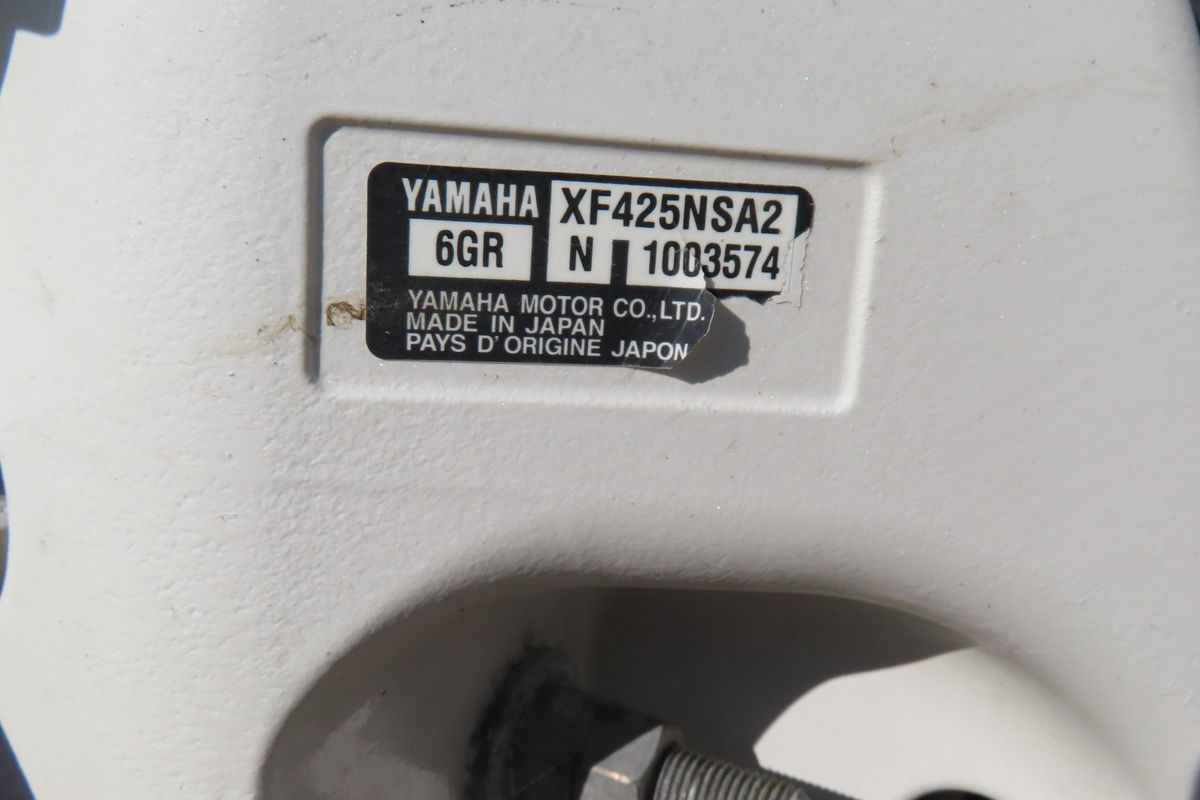 YAMAHA XF425NSA2
6GR N 1003574
YAMAHA MOTOR CO.,LTD.
MADE IN JAPAN
PAYS D'ORIGINE JAPON